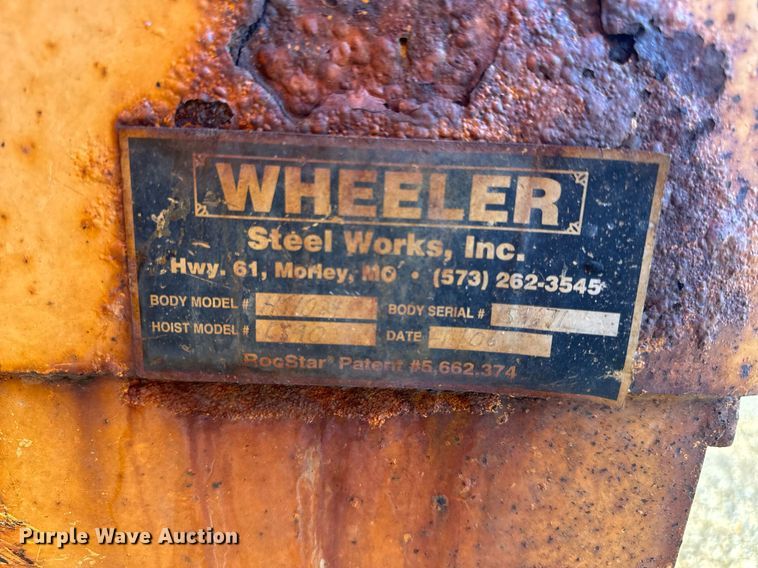 WHEELER
Steel Works, Inc.
Hwy. 61, Morley, MO • (573) 262-3545
BODY MODEL # BODY SERIAL #
HOIST MODEL # DATE
RocStar® Patent #5,662,374
Purple Wave Auction